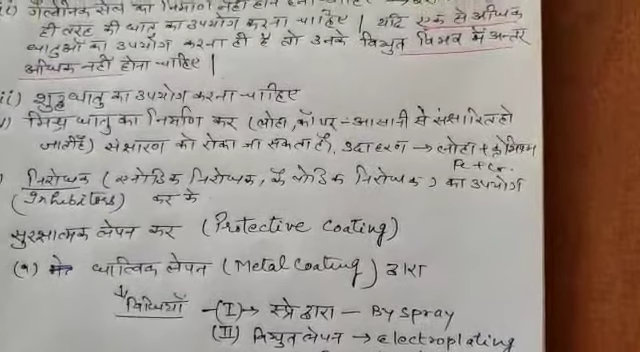 ii) गैल्वेनिक सेल का निर्माण नहीं होने देना चाहिए
ही तरह की धातु का उपयोग करना चाहिए | यदि एक से अधिक
धातुओं का उपयोग करना ही है तो उनके विद्युत विभव में अन्तर
अधिक नहीं होना चाहिए |
ii) शुद्ध धातु का उपयोग करना चाहिए
मिश्र धातु का निर्माण कर (लोहा, कॉपर - आसानी से संक्षारित हो
जाते हैं) संक्षारण को रोका जा सकता है, उदाहरण → लोहा + क्रोमियम
Fe + Cr.
निरोधक (एनोडिक निरोधक, कैथोडिक निरोधक) का उपयोग
(Inhibitors) कर के
सुरक्षात्मक लेपन कर (Protective Coating)
(a) धात्विक लेपन (Metal Coating) द्वारा
विधियाँ -(I)→ स्प्रे द्वारा - By spray
(II) विद्युत लेपन → electroplating